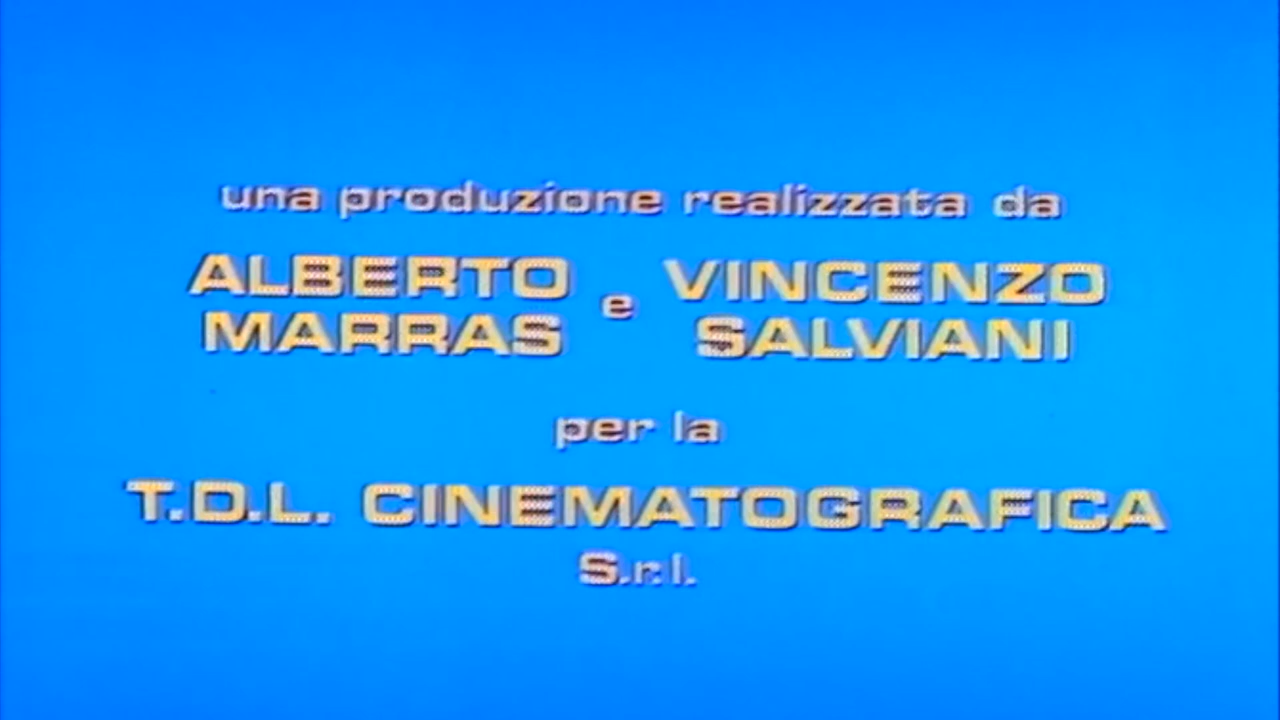 una produzione realizzata da
ALBERTO MARRAS e VINCENZO SALVIANI
per la
T.D.L. CINEMATOGRAFICA
S.r.l.